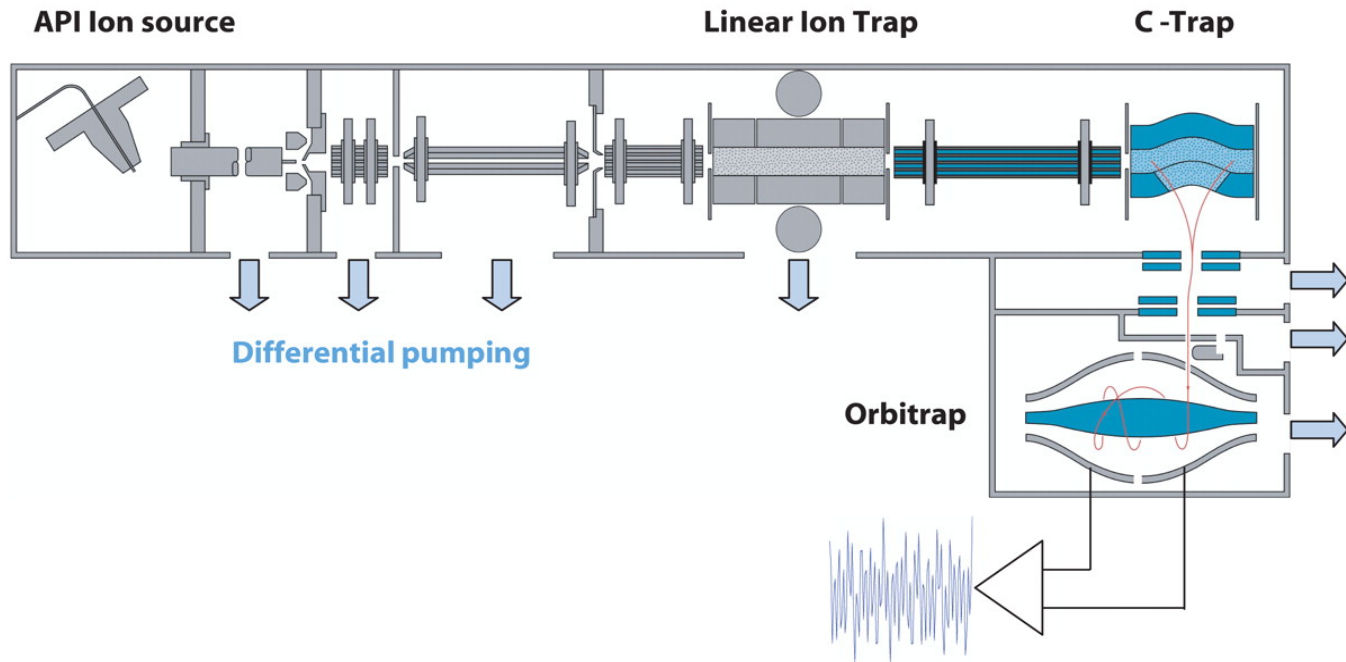 API Ion source
Linear Ion Trap
C -Trap
Differential pumping
Orbitrap